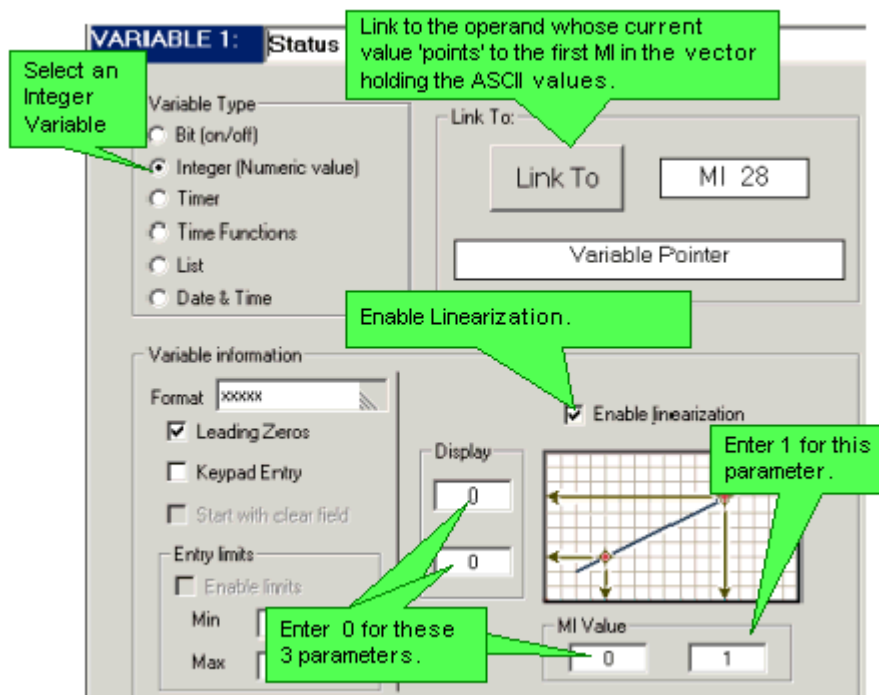 VARIABLE 1:
Status
Select an
Integer
Variable
Link to the operand whose current
value 'points' to the first MI in the vector
holding the ASCII values.
Variable Type
Bit (on/off)
Integer (Numeric value)
Timer
Time Functions
List
Date & Time
Link To:
Link To
MI 28
Variable Pointer
Enable Linearization.
Variable information
Format
xxxxx
Leading Zeros
Keypad Entry
Start with clear field
Entry limits
Enable limits
Min
Max
Display
0
0
Enable linearization
Enter 1 for this
parameter.
Enter 0 for these
3 parameters.
MI Value
0
1